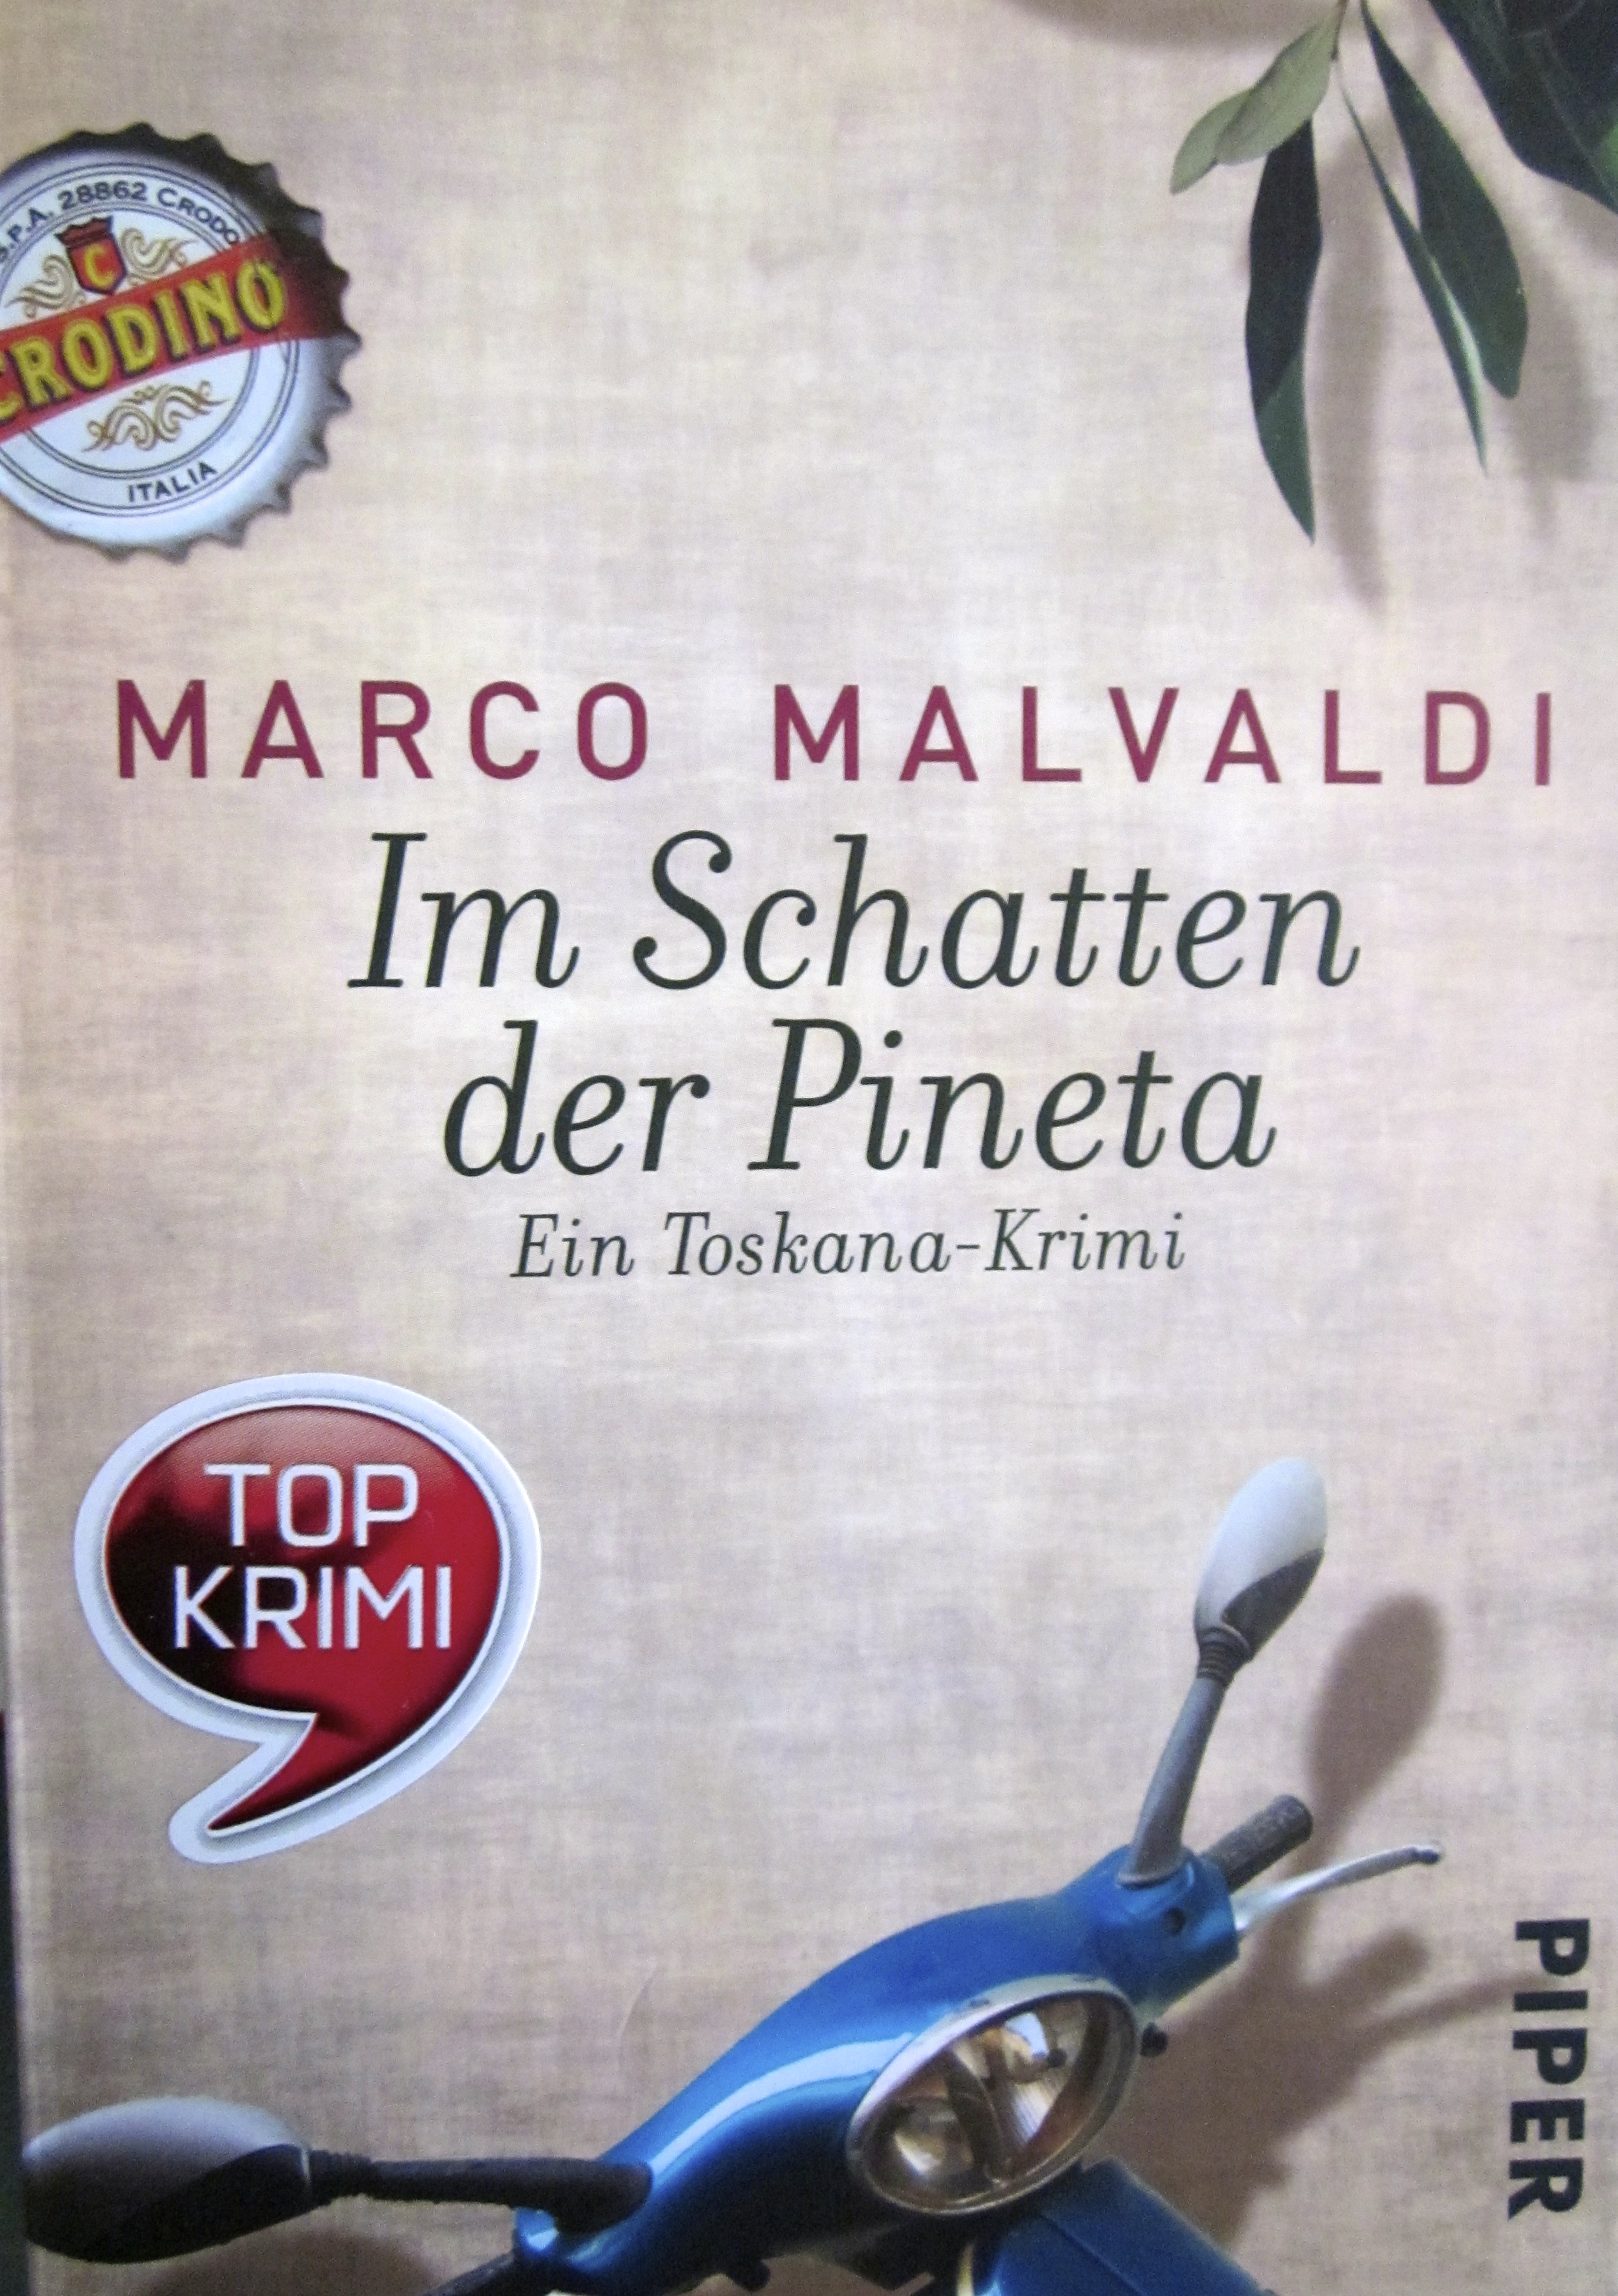 S.P.A. 28862 CRODO
C
CRODINO
ITALIA
MARCO MALVALDI
Im Schatten
der Pineta
Ein Toskana-Krimi
TOP
KRIMI
PIPER